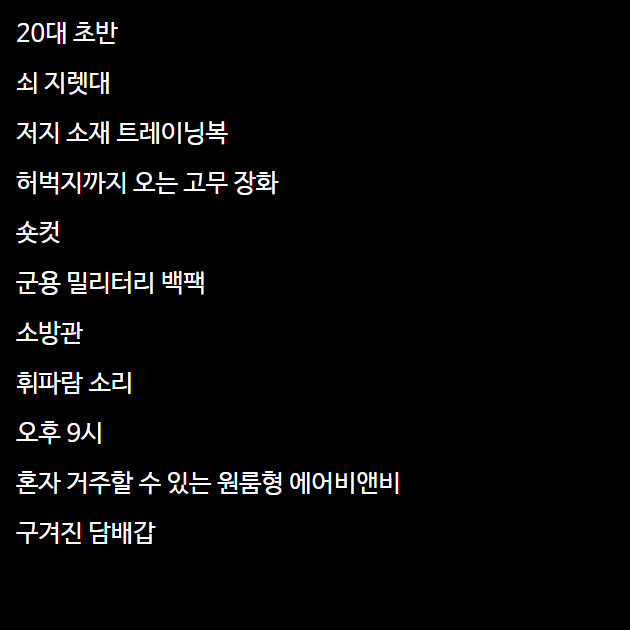 20대 초반
쇠 지렛대
저지 소재 트레이닝복
허벅지까지 오는 고무 장화
숏컷
군용 밀리터리 백팩
소방관
휘파람 소리
오후 9시
혼자 거주할 수 있는 원룸형 에어비앤비
구겨진 담배갑